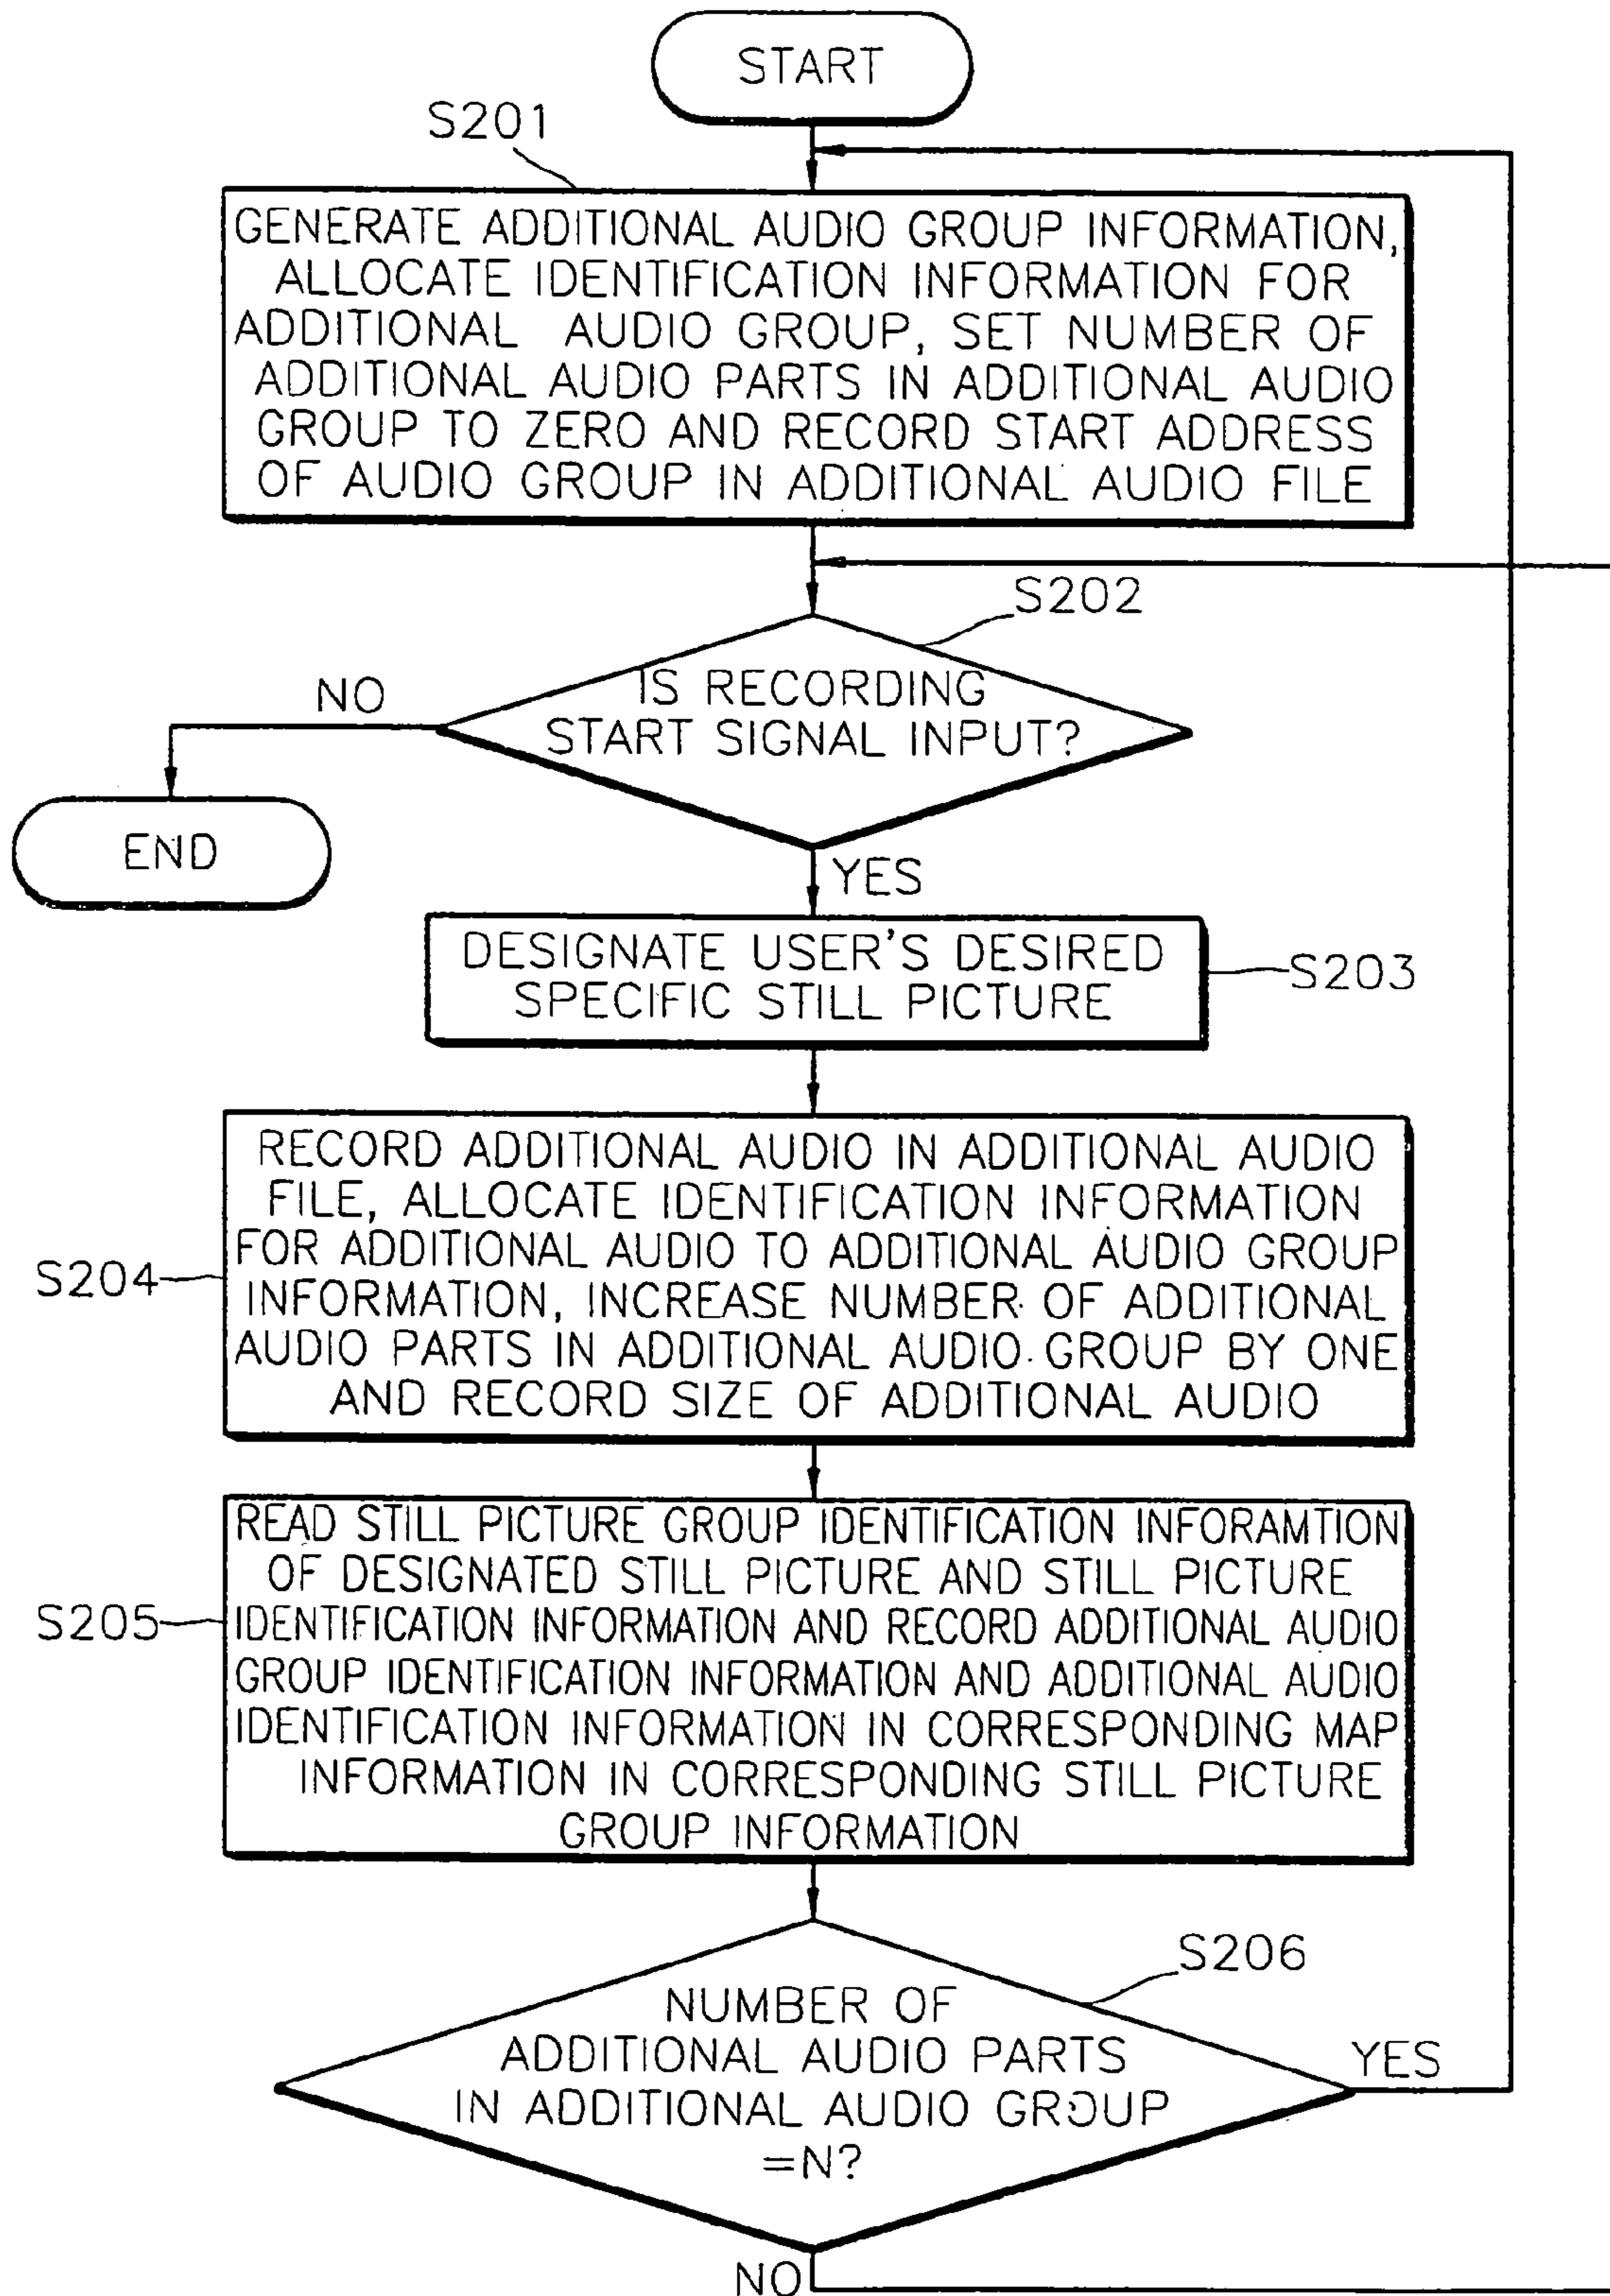 START
S201
GENERATE ADDITIONAL AUDIO GROUP INFORMATION,
ALLOCATE IDENTIFICATION INFORMATION FOR
ADDITIONAL AUDIO GROUP, SET NUMBER OF
ADDITIONAL AUDIO PARTS IN ADDITIONAL AUDIO
GROUP TO ZERO AND RECORD START ADDRESS
OF AUDIO GROUP IN ADDITIONAL AUDIO FILE
S202
IS RECORDING
START SIGNAL INPUT?
NO
END
YES
DESIGNATE USER'S DESIRED
SPECIFIC STILL PICTURE
S203
RECORD ADDITIONAL AUDIO IN ADDITIONAL AUDIO
FILE, ALLOCATE IDENTIFICATION INFORMATION
FOR ADDITIONAL AUDIO TO ADDITIONAL AUDIO GROUP
INFORMATION, INCREASE NUMBER OF ADDITIONAL
AUDIO PARTS IN ADDITIONAL AUDIO GROUP BY ONE
AND RECORD SIZE OF ADDITIONAL AUDIO
S204
READ STILL PICTURE GROUP IDENTIFICATION INFORAMTION
OF DESIGNATED STILL PICTURE AND STILL PICTURE
IDENTIFICATION INFORMATION AND RECORD ADDITIONAL AUDIO
GROUP IDENTIFICATION INFORMATION AND ADDITIONAL AUDIO
IDENTIFICATION INFORMATION IN CORRESPONDING MAP
INFORMATION IN CORRESPONDING STILL PICTURE
GROUP INFORMATION
S205
S206
NUMBER OF
ADDITIONAL AUDIO PARTS
IN ADDITIONAL AUDIO GROUP
=N?
YES
NO